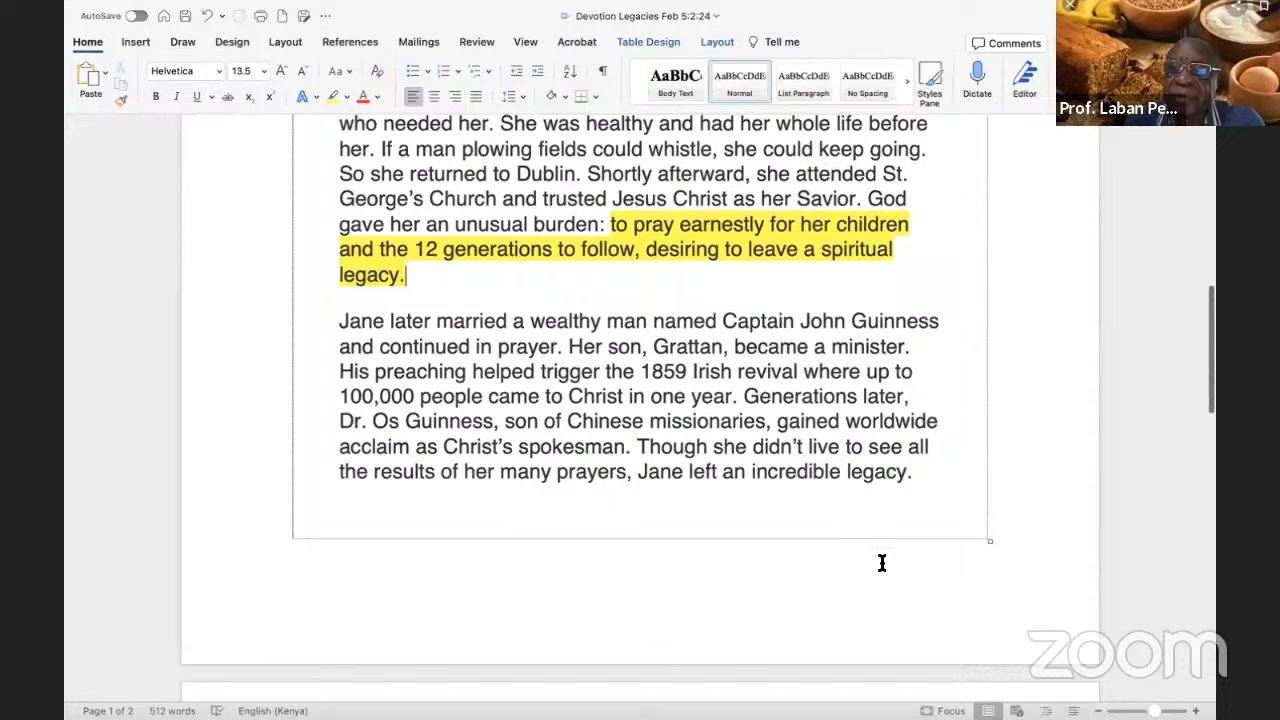 AutoSave
Devotion Legacies Feb 5:2:24
Home Insert Draw Design Layout References Mailings Review View Acrobat Table Design Layout Tell me
Comments
Paste
Helvetica 13.5
AaBbC AaBbCcDdE AaBbCcDdE AaBbCcDdE
Body Text Normal List Paragraph No Spacing
Styles Pane
Dictate
Editor
Prof. Laban Pe...
who needed her. She was healthy and had her whole life before
her. If a man plowing fields could whistle, she could keep going.
So she returned to Dublin. Shortly afterward, she attended St.
George’s Church and trusted Jesus Christ as her Savior. God
gave her an unusual burden: to pray earnestly for her children
and the 12 generations to follow, desiring to leave a spiritual
legacy.
Jane later married a wealthy man named Captain John Guinness
and continued in prayer. Her son, Grattan, became a minister.
His preaching helped trigger the 1859 Irish revival where up to
100,000 people came to Christ in one year. Generations later,
Dr. Os Guinness, son of Chinese missionaries, gained worldwide
acclaim as Christ’s spokesman. Though she didn’t live to see all
the results of her many prayers, Jane left an incredible legacy.
zoom
Page 1 of 2 512 words English (Kenya) Focus